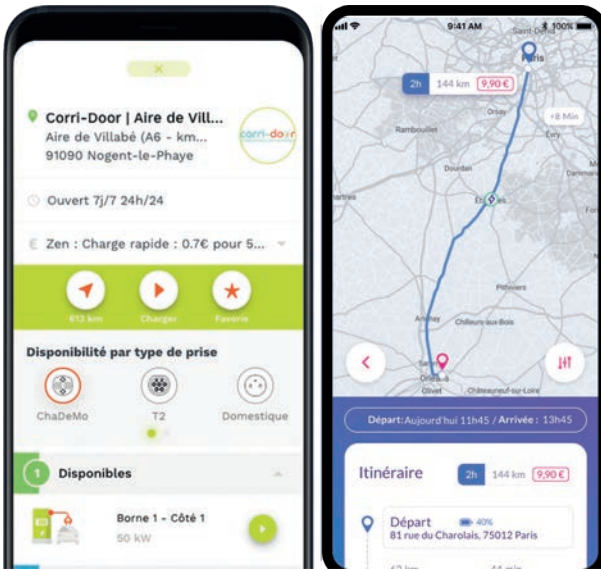 Corri-Door | Aire de Vill...
Aire de Villabé (A6 - km...
91090 Nogent-le-Phaye
corri-door
Ouvert 7j/7 24h/24
€ Zen : Charge rapide : 0.7€ pour 5...
613 km
Charger
Favoris
Disponibilité par type de prise
ChaDeMo
T2
Domestique
1 Disponibles
Borne 1 - Côté 1
50 kW
9:41 AM
100%
Saint-Denis
Paris
2h 144 km 9,90 €
+8 Min
Orsay
Evry
Rambouillet
Dourdan
Pithiviers
Chilleurs-aux-Bois
Olivet
Châteauneuf-sur-Loire
Départ: Aujourd'hui 11h45 / Arrivée : 13h45
Itinéraire
2h 144 km 9,90 €
Départ 40%
81 rue du Charolais, 75012 Paris